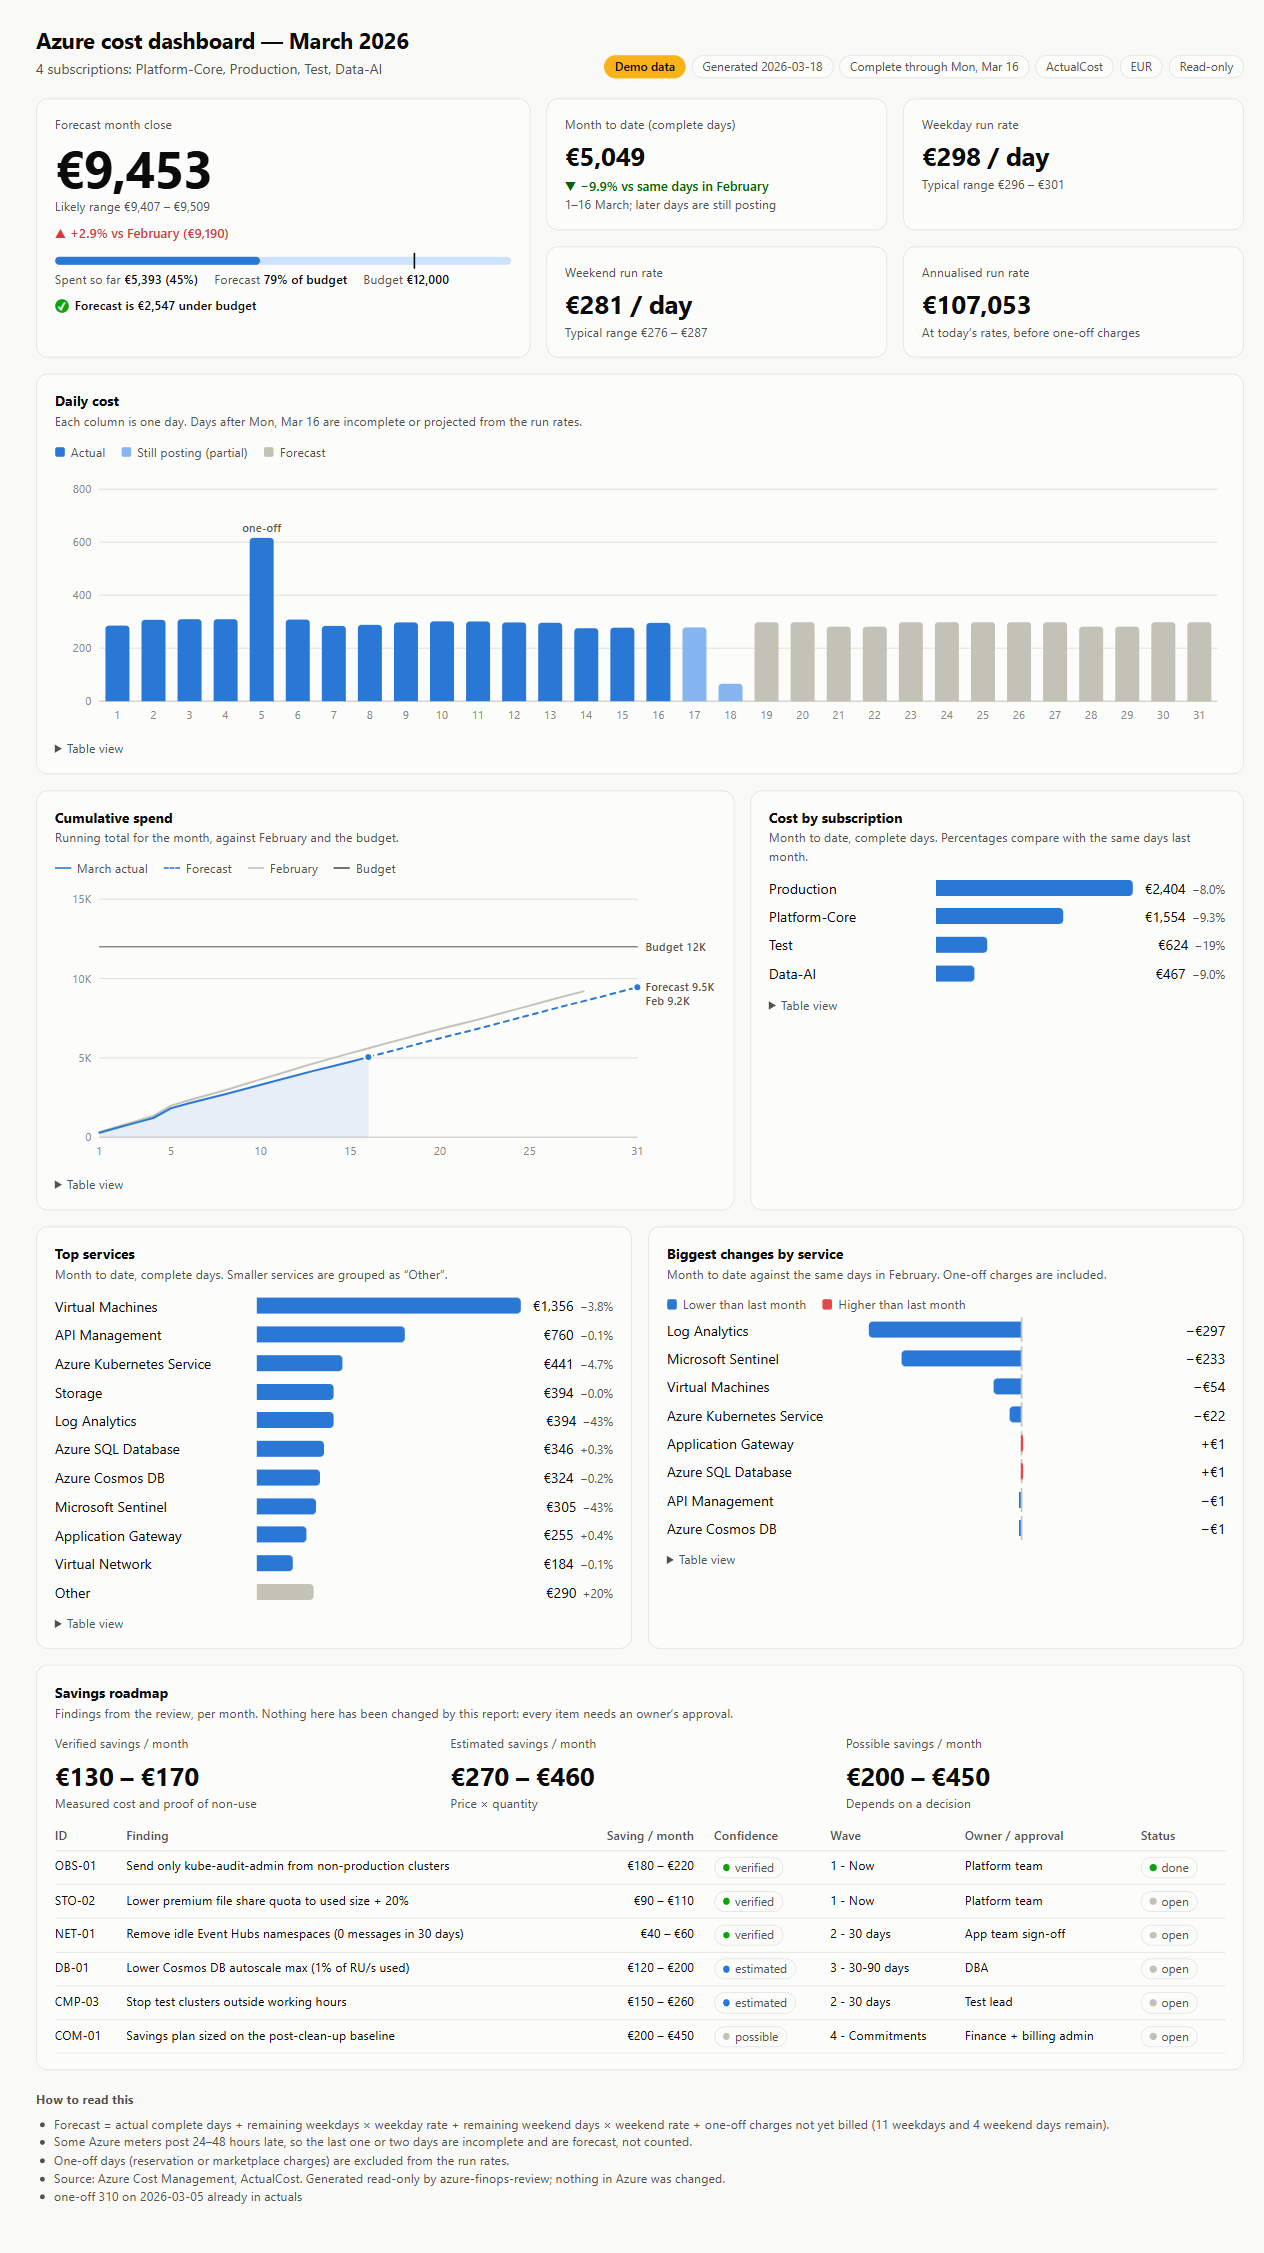 Azure cost dashboard — March 2026
4 subscriptions: Platform-Core, Production, Test, Data-AI
Demo data
Generated 2026-03-18
Complete through Mon, Mar 16
ActualCost
EUR
Read-only
Forecast month close
€9,453
Likely range €9,407 – €9,509
▲ +2.9% vs February (€9,190)
Spent so far €5,393 (45%) Forecast 79% of budget Budget €12,000
Forecast is €2,547 under budget
Month to date (complete days)
€5,049
▼ −9.9% vs same days in February
1–16 March; later days are still posting
Weekday run rate
€298 / day
Typical range €296 – €301
Weekend run rate
€281 / day
Typical range €276 – €287
Annualised run rate
€107,053
At today’s rates, before one-off charges
Daily cost
Each column is one day. Days after Mon, Mar 16 are incomplete or projected from the run rates.
Actual Still posting (partial) Forecast
800
600
400
200
0
one-off
1 2 3 4 5 6 7 8 9 10 11 12 13 14 15 16 17 18 19 20 21 22 23 24 25 26 27 28 29 30 31
▶ Table view
Cumulative spend
Running total for the month, against February and the budget.
March actual Forecast February Budget
15K
10K
5K
0
Budget 12K
Forecast 9.5K
Feb 9.2K
1 5 10 15 20 25 31
▶ Table view
Cost by subscription
Month to date, complete days. Percentages compare with the same days last
month.
Production €2,404 −8.0%
Platform-Core €1,554 −9.3%
Test €624 −19%
Data-AI €467 −9.0%
▶ Table view
Top services
Month to date, complete days. Smaller services are grouped as “Other”.
Virtual Machines €1,356 −3.8%
API Management €760 −0.1%
Azure Kubernetes Service €441 −4.7%
Storage €394 −0.0%
Log Analytics €394 −43%
Azure SQL Database €346 +0.3%
Azure Cosmos DB €324 −0.2%
Microsoft Sentinel €305 −43%
Application Gateway €255 +0.4%
Virtual Network €184 −0.1%
Other €290 +20%
▶ Table view
Biggest changes by service
Month to date against the same days in February. One-off charges are included.
Lower than last month Higher than last month
Log Analytics −€297
Microsoft Sentinel −€233
Virtual Machines −€54
Azure Kubernetes Service −€22
Application Gateway +€1
Azure SQL Database +€1
API Management −€1
Azure Cosmos DB −€1
▶ Table view
Savings roadmap
Findings from the review, per month. Nothing here has been changed by this report: every item needs an owner’s approval.
Verified savings / month
€130 – €170
Measured cost and proof of non-use
Estimated savings / month
€270 – €460
Price × quantity
Possible savings / month
€200 – €450
Depends on a decision
ID Finding Saving / month Confidence Wave Owner / approval Status
OBS-01 Send only kube-audit-admin from non-production clusters €180 – €220 verified 1 - Now Platform team done
STO-02 Lower premium file share quota to used size + 20% €90 – €110 verified 1 - Now Platform team open
NET-01 Remove idle Event Hubs namespaces (0 messages in 30 days) €40 – €60 verified 2 - 30 days App team sign-off open
DB-01 Lower Cosmos DB autoscale max (1% of RU/s used) €120 – €200 estimated 3 - 30-90 days DBA open
CMP-03 Stop test clusters outside working hours €150 – €260 estimated 2 - 30 days Test lead open
COM-01 Savings plan sized on the post-clean-up baseline €200 – €450 possible 4 - Commitments Finance + billing admin open
How to read this
• Forecast = actual complete days + remaining weekdays × weekday rate + remaining weekend days × weekend rate + one-off charges not yet billed (11 weekdays and 4 weekend days remain).
• Some Azure meters post 24–48 hours late, so the last one or two days are incomplete and are forecast, not counted.
• One-off days (reservation or marketplace charges) are excluded from the run rates.
• Source: Azure Cost Management, ActualCost. Generated read-only by azure-finops-review; nothing in Azure was changed.
• one-off 310 on 2026-03-05 already in actuals